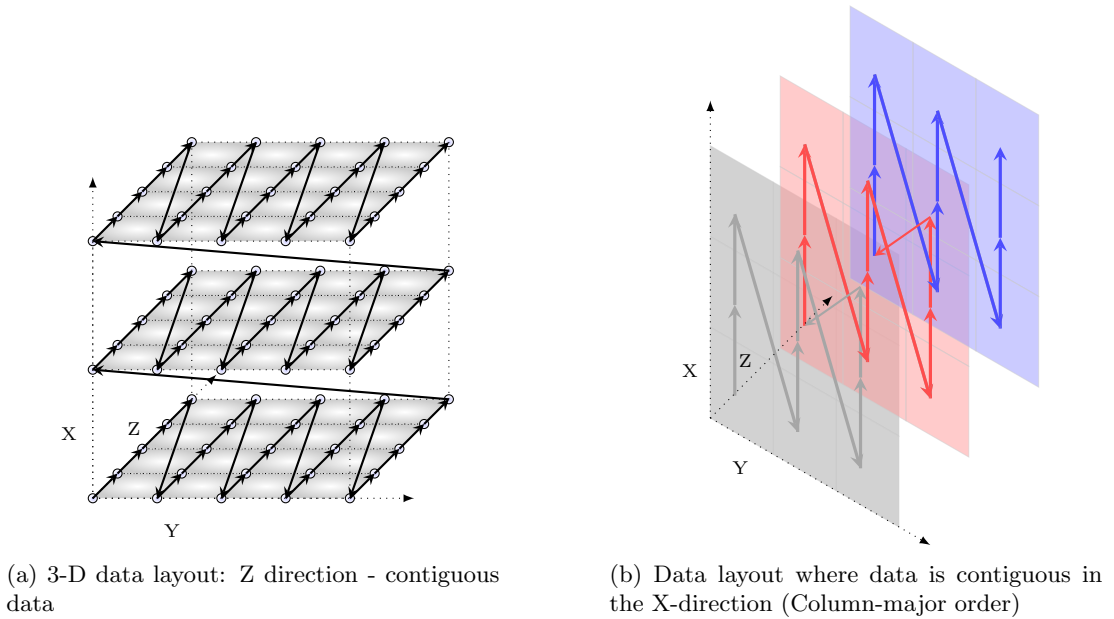 X
Z
Y
X
Z
Y
(a) 3-D data layout: Z direction - contiguous
data
(b) Data layout where data is contiguous in
the X-direction (Column-major order)